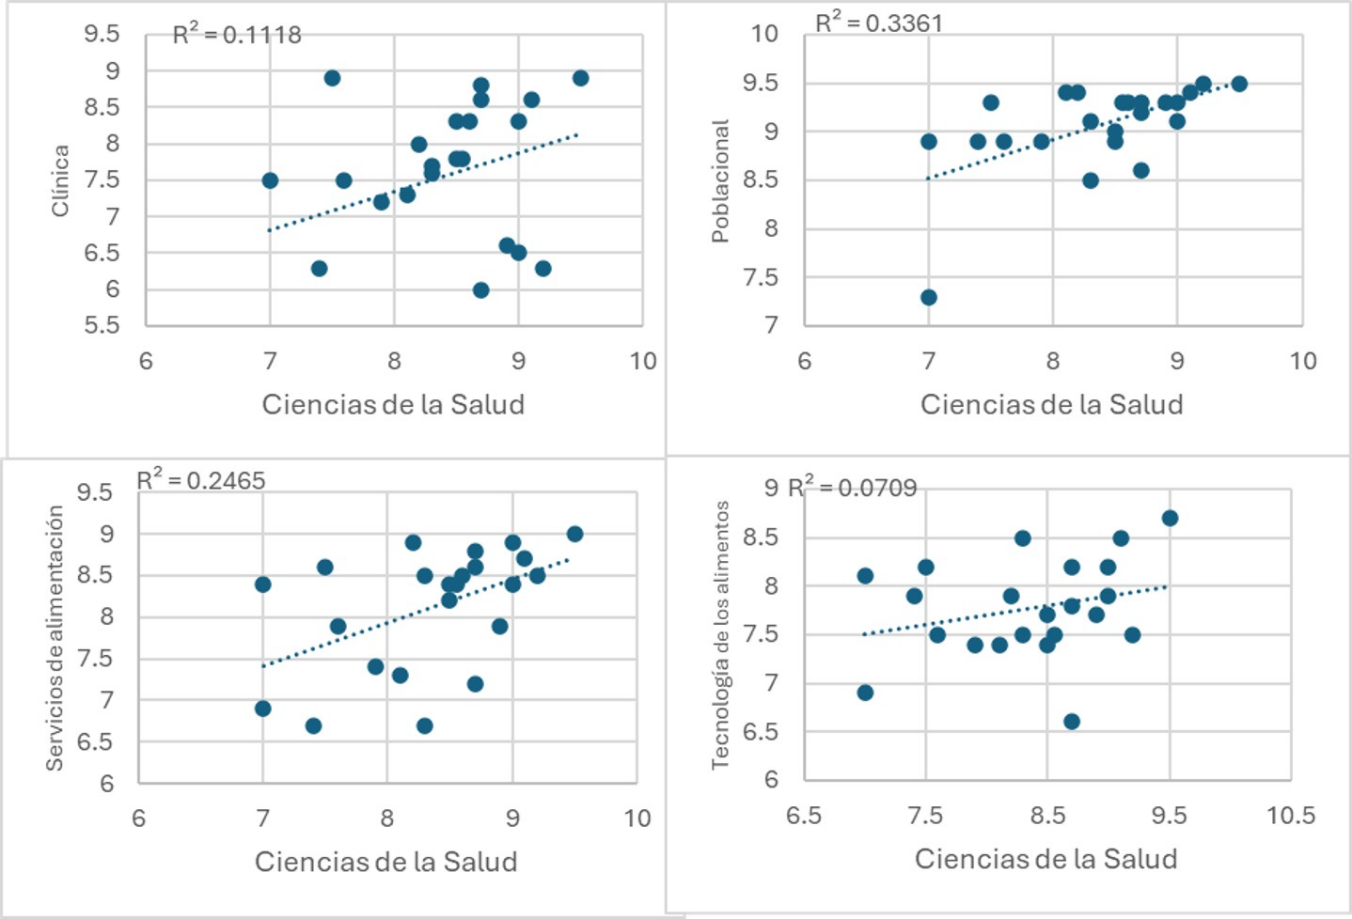 R² = 0.1118
9.5
9
8.5
8
7.5
7
6.5
6
5.5
Clínica
6 7 8 9 10
Ciencias de la Salud
R² = 0.3361
10
9.5
9
8.5
8
7.5
7
Poblacional
6 7 8 9 10
Ciencias de la Salud
R² = 0.2465
9.5
9
8.5
8
7.5
7
6.5
6
Servicios de alimentación
6 7 8 9 10
Ciencias de la Salud
R² = 0.0709
9
8.5
8
7.5
7
6.5
6
Tecnología de los alimentos
6.5 7.5 8.5 9.5 10.5
Ciencias de la Salud